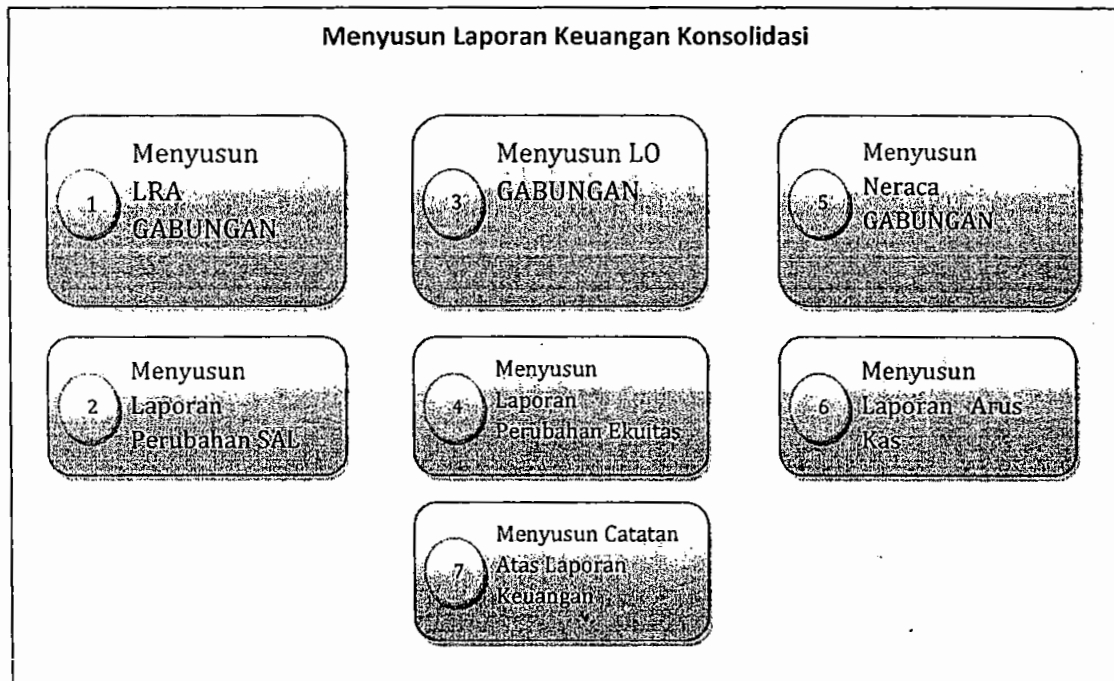 Menyusun Laporan Keuangan Konsolidasi
1
Menyusun
LRA
GABUNGAN
2
Menyusun
Laporan
Perubahan SAL
3
Menyusun LO
GABUNGAN
4
Menyusun
Laporan
Perubahan Ekuitas
5
Menyusun
Neraca
GABUNGAN
6
Menyusun
Laporan Arus
Kas
7
Menyusun Catatan
Atas Laporan
Keuangan